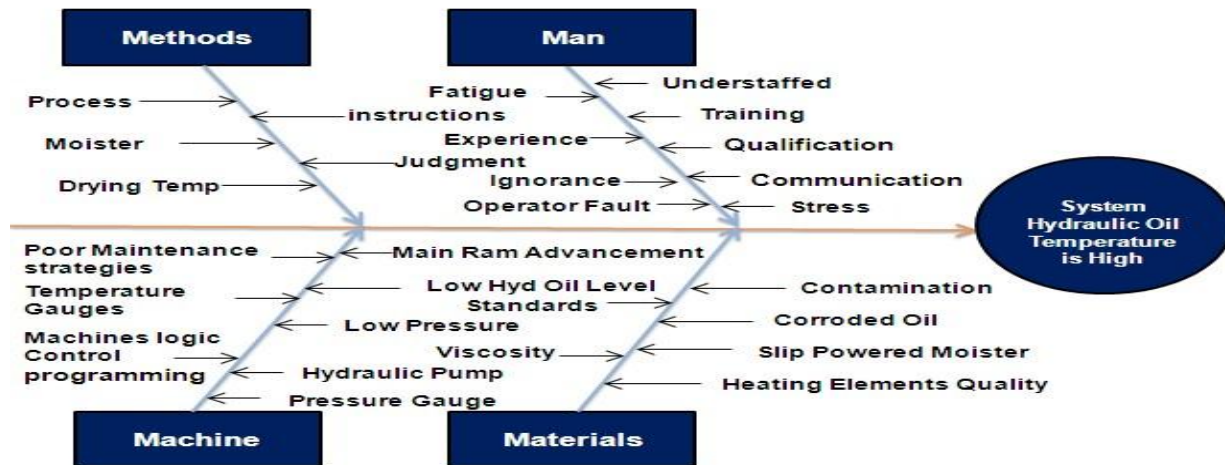 Methods
Man
Process
instructions
Moister
Judgment
Drying Temp
Fatigue
Understaffed
Training
Experience
Qualification
Ignorance
Communication
Operator Fault
Stress
System
Hydraulic Oil
Temperature
is High
Poor Maintenance
strategies
Main Ram Advancement
Temperature
Gauges
Low Hyd Oil Level
Low Pressure
Machines logic
Control
programming
Hydraulic Pump
Pressure Gauge
Standards
Contamination
Corroded Oil
Viscosity
Slip Powered Moister
Heating Elements Quality
Machine
Materials